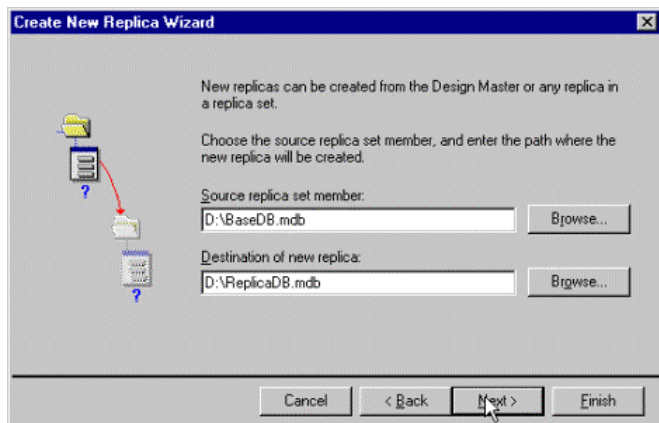 Create New Replica Wizard
New replicas can be created from the Design Master or any replica in
a replica set.
Choose the source replica set member, and enter the path where the
new replica will be created.
?
Source replica set member:
D:\BaseDB.mdb
Browse...
Destination of new replica:
D:\ReplicaDB.mdb
Browse...
?
Cancel
< Back
Next >
Finish